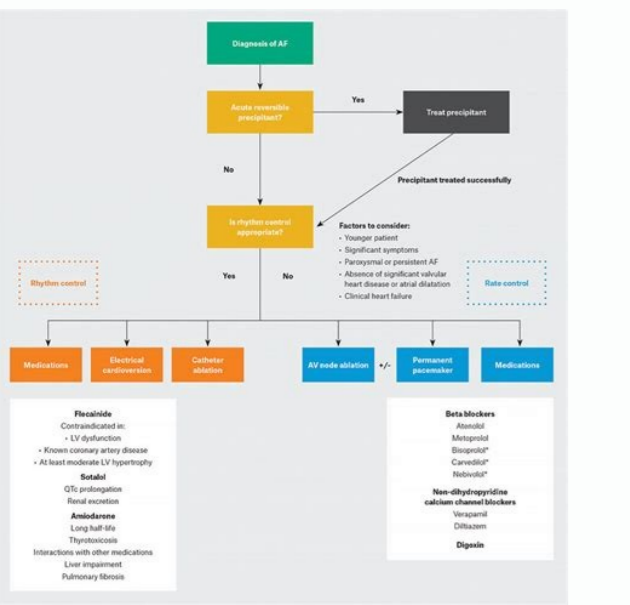 Diagnosis of AF
Acute reversible
precipitant?
Yes
Treat precipitant
No
Precipitant treated successfully
Is rhythm control
appropriate?
Factors to consider:
• Younger patient
• Significant symptoms
• Paroxysmal or persistent AF
• Absence of significant valvular
heart disease or atrial dilatation
• Clinical heart failure
Yes
No
Rhythm control
Rate control
Medications
Electrical
cardioversion
Catheter
ablation
AV node ablation
+/-
Permanent
pacemaker
Medications
Flecainide
Contraindicated in:
• LV dysfunction
• Known coronary artery disease
• At least moderate LV hypertrophy
Sotalol
QTc prolongation
Renal excretion
Amiodarone
Long half-life
Thyrotoxicosis
Interactions with other medications
Liver impairment
Pulmonary fibrosis
Beta blockers
Atenolol
Metoprolol
Bisoprolol*
Carvedilol*
Nebivolol*
Non-dihydropyridine
calcium channel blockers
Verapamil
Diltiazem
Digoxin